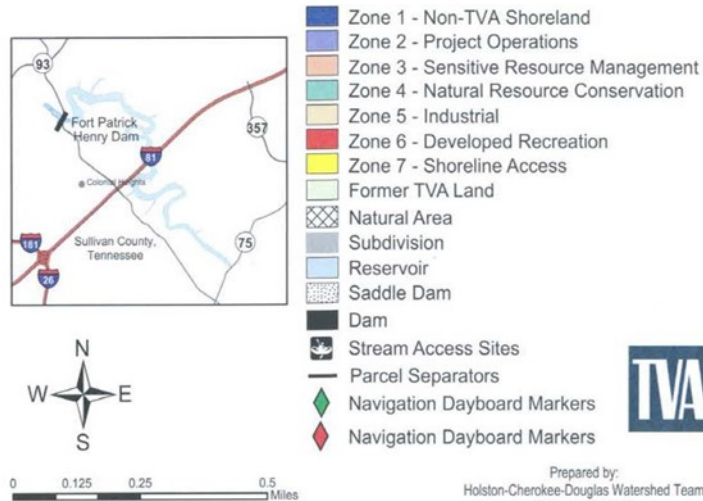 93
Fort Patrick
Henry Dam
357
81
Colonial Heights
181
Sullivan County,
Tennessee
75
26
N
W E
S
0 0.125 0.25 0.5
Miles
Zone 1 - Non-TVA Shoreland
Zone 2 - Project Operations
Zone 3 - Sensitive Resource Management
Zone 4 - Natural Resource Conservation
Zone 5 - Industrial
Zone 6 - Developed Recreation
Zone 7 - Shoreline Access
Former TVA Land
Natural Area
Subdivision
Reservoir
Saddle Dam
Dam
Stream Access Sites
Parcel Separators
Navigation Dayboard Markers
Navigation Dayboard Markers
TVA
Prepared by:
Holston-Cherokee-Douglas Watershed Team